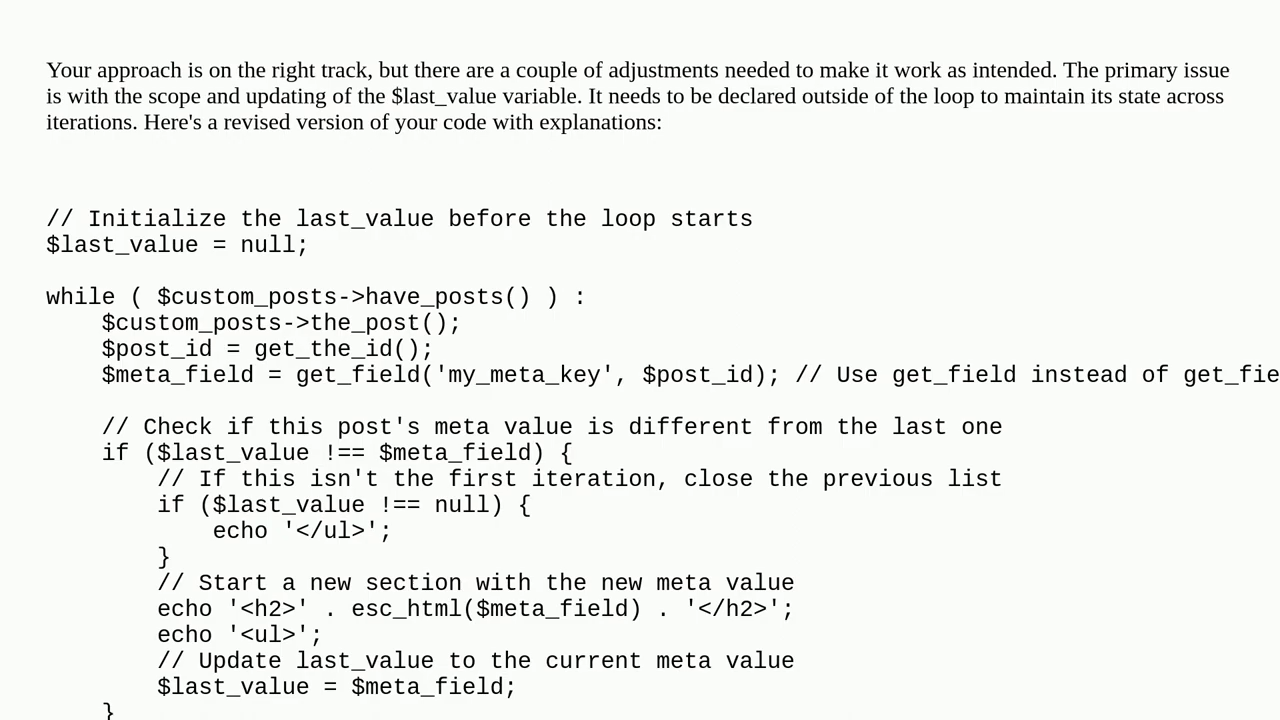 Your approach is on the right track, but there are a couple of adjustments needed to make it work as intended. The primary issue
is with the scope and updating of the $last_value variable. It needs to be declared outside of the loop to maintain its state across
iterations. Here's a revised version of your code with explanations:
// Initialize the last_value before the loop starts
$last_value = null;
while ( $custom_posts->have_posts() ) :
    $custom_posts->the_post();
    $post_id = get_the_id();
    $meta_field = get_field('my_meta_key', $post_id); // Use get_field instead of get_fie
    // Check if this post's meta value is different from the last one
    if ($last_value !== $meta_field) {
        // If this isn't the first iteration, close the previous list
        if ($last_value !== null) {
            echo '</ul>';
        }
        // Start a new section with the new meta value
        echo '<h2>' . esc_html($meta_field) . '</h2>';
        echo '<ul>';
        // Update last_value to the current meta value
        $last_value = $meta_field;
    }